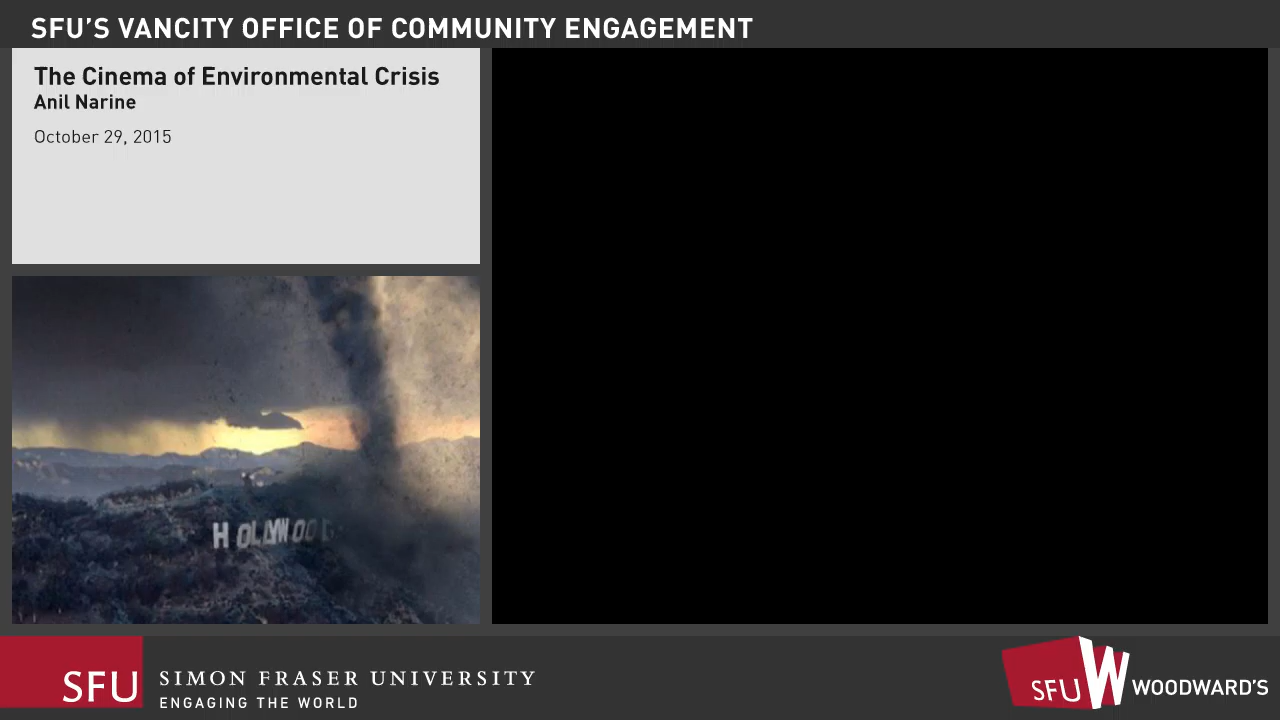 SFU'S VANCITY OFFICE OF COMMUNITY ENGAGEMENT
The Cinema of Environmental Crisis
Anil Narine
October 29, 2015
HOLLYWOOD
SFU SIMON FRASER UNIVERSITY
ENGAGING THE WORLD
SFU W WOODWARD'S